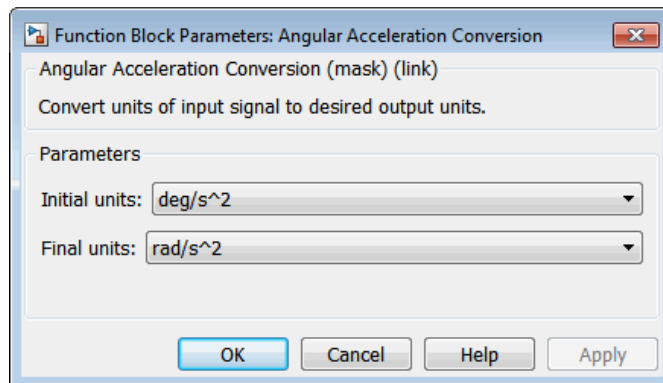 Function Block Parameters: Angular Acceleration Conversion
Angular Acceleration Conversion (mask) (link)
Convert units of input signal to desired output units.
Parameters
Initial units: deg/s^2
Final units: rad/s^2
OK Cancel Help Apply